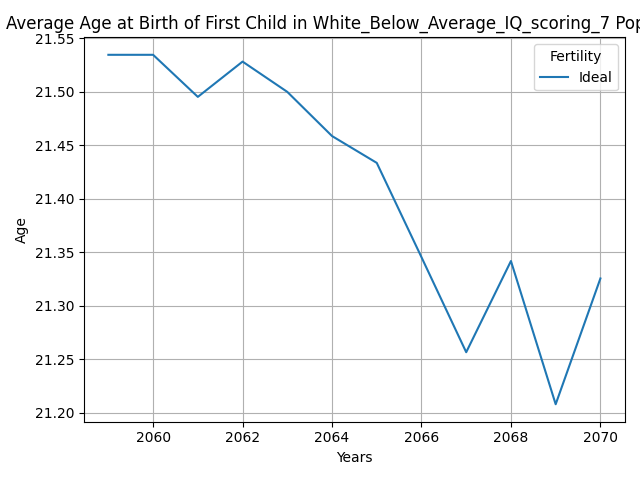 Average Age at Birth of First Child in White_Below_Average_IQ_scoring_7 Pop
21.55
21.50
21.45
21.40
21.35
21.30
21.25
21.20
Age
Fertility
Ideal
2060 2062 2064 2066 2068 2070
Years